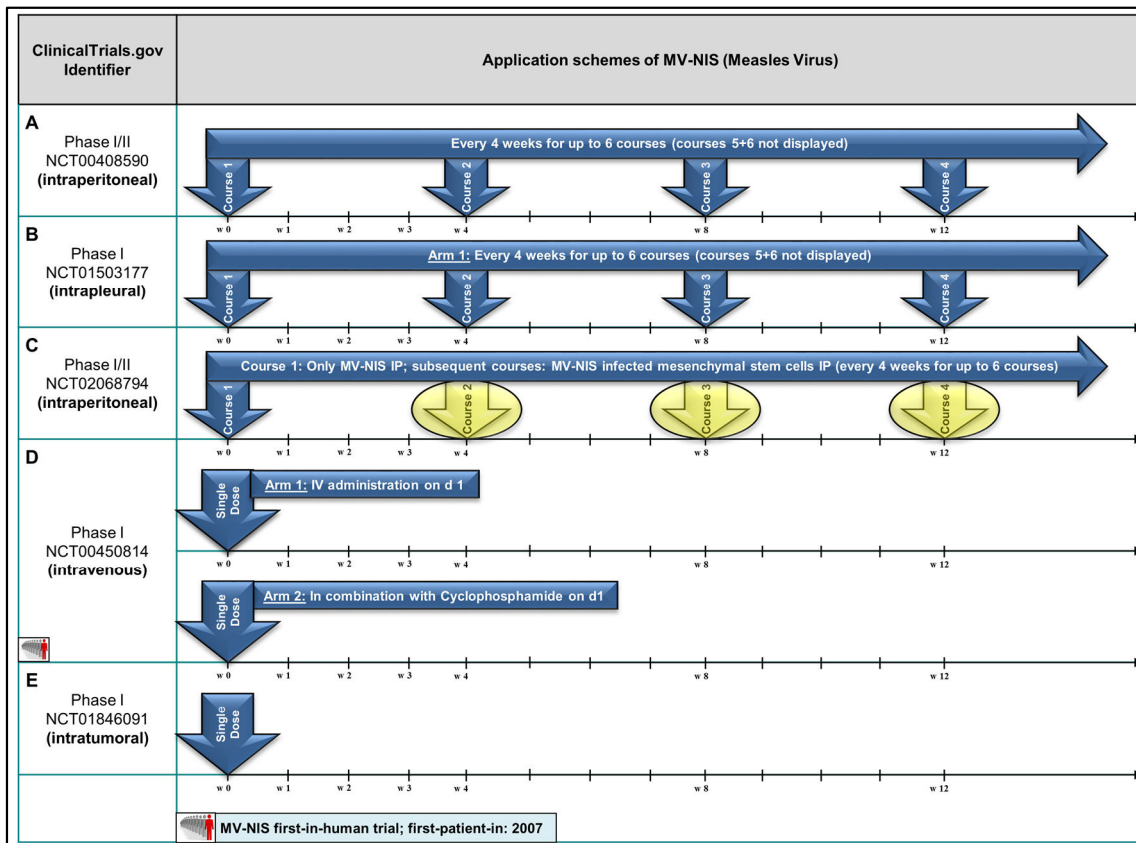 ClinicalTrials.gov
Identifier
Application schemes of MV-NIS (Measles Virus)
A
Phase I/II
NCT00408590
(intraperitoneal)
Every 4 weeks for up to 6 courses (courses 5+6 not displayed)
Course 1
Course 2
Course 3
Course 4
w 0 w 1 w 2 w 3 w 4 w 8 w 12
B
Phase I
NCT01503177
(intrapleural)
Arm 1: Every 4 weeks for up to 6 courses (courses 5+6 not displayed)
Course 1
Course 2
Course 3
Course 4
w 0 w 1 w 2 w 3 w 4 w 8 w 12
C
Phase I/II
NCT02068794
(intraperitoneal)
Course 1: Only MV-NIS IP; subsequent courses: MV-NIS infected mesenchymal stem cells IP (every 4 weeks for up to 6 courses)
Course 1
Course 2
Course 3
Course 4
w 0 w 1 w 2 w 3 w 4 w 8 w 12
D
Phase I
NCT00450814
(intravenous)
Single
Dose
Arm 1: IV administration on d 1
w 0 w 1 w 2 w 3 w 4 w 8 w 12
Single
Dose
Arm 2: In combination with Cyclophosphamide on d1
w 0 w 1 w 2 w 3 w 4 w 8 w 12
E
Phase I
NCT01846091
(intratumoral)
Single
Dose
w 0 w 1 w 2 w 3 w 4 w 8 w 12
MV-NIS first-in-human trial; first-patient-in: 2007